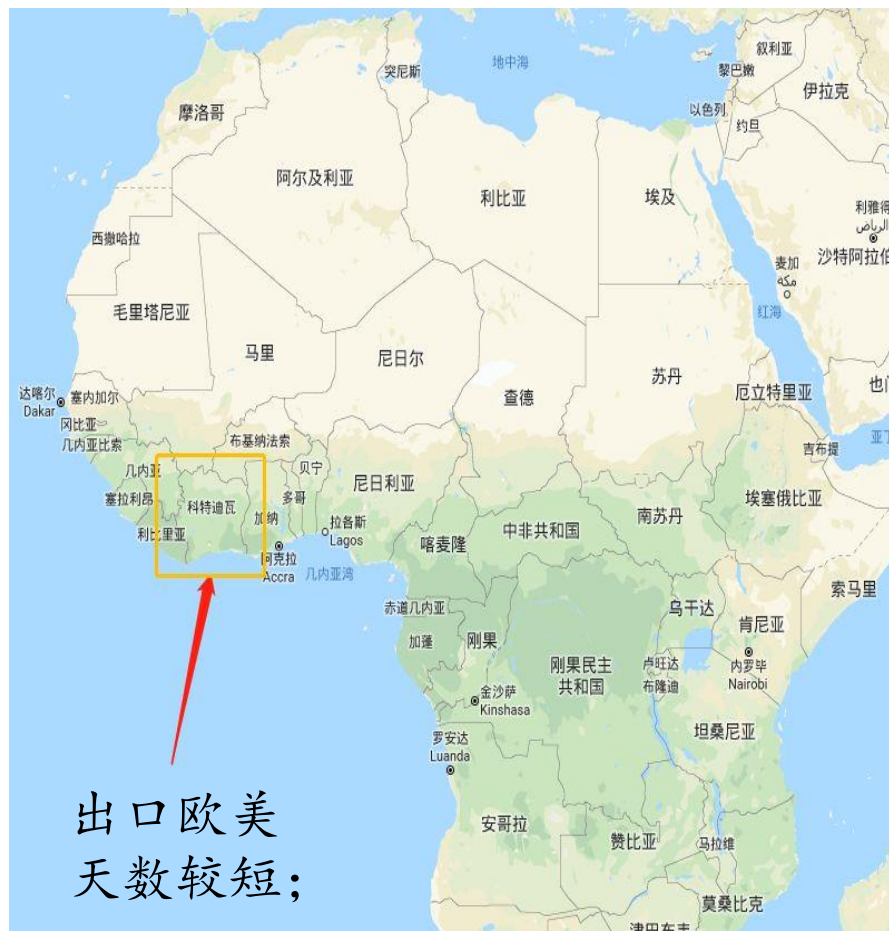 地中海
突尼斯
叙利亚
黎巴嫩
伊拉克
以色列
约旦
摩洛哥
阿尔及利亚
利比亚
埃及
利雅得
الرياض
沙特阿拉伯
麦加
مكة
西撒哈拉
红海
毛里塔尼亚
马里
尼日尔
查德
苏丹
厄立特里亚
也门
达喀尔
Dakar
塞内加尔
冈比亚
几内亚比索
布基纳法索
吉布提
亚丁
几内亚
贝宁
尼日利亚
塞拉利昂
科特迪瓦
加纳
多哥
拉各斯
Lagos
中非共和国
南苏丹
埃塞俄比亚
利比里亚
喀麦隆
阿克拉
Accra
几内亚湾
索马里
赤道几内亚
乌干达
肯尼亚
加蓬
刚果
刚果民主
共和国
卢旺达
布隆迪
内罗毕
Nairobi
金沙萨
Kinshasa
坦桑尼亚
罗安达
Luanda
安哥拉
赞比亚
马拉维
莫桑比克
津巴布韦
出口欧美
天数较短；